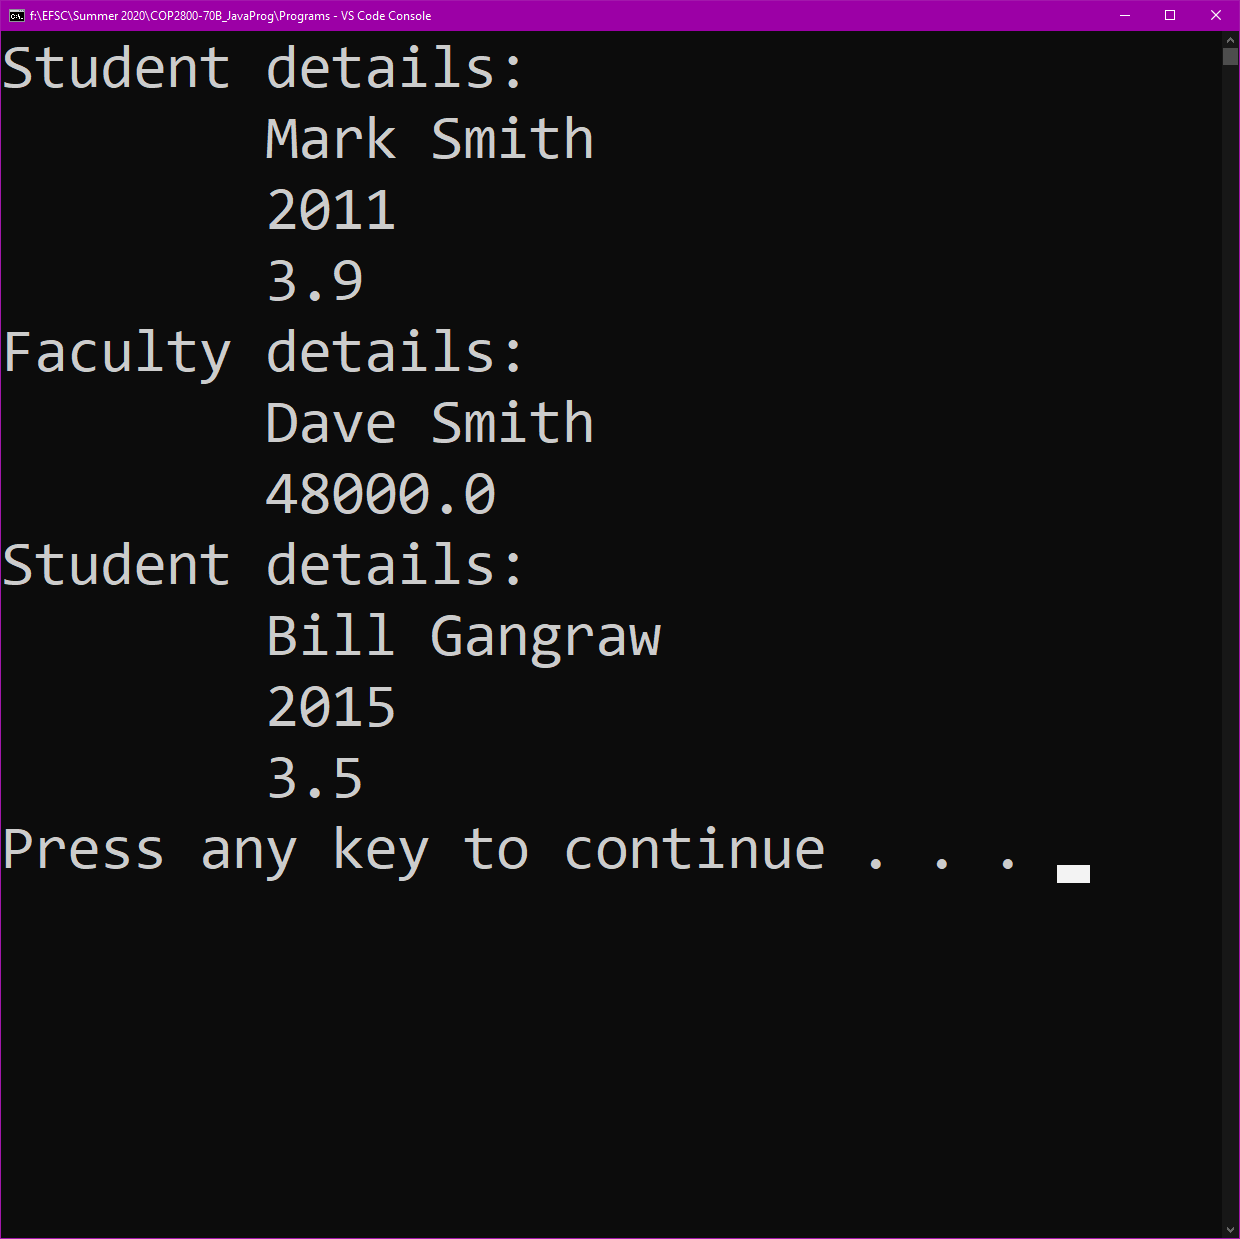 f:\EFSC\Summer 2020\COP2800-70B_JavaProg\Programs - VS Code Console
Student details:
Mark Smith
2011
3.9
Faculty details:
Dave Smith
48000.0
Student details:
Bill Gangraw
2015
3.5
Press any key to continue . . .